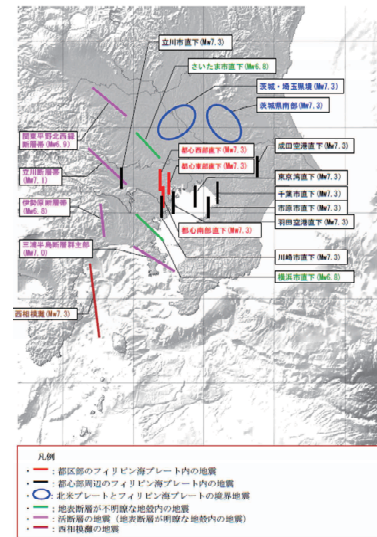 立川市直下(Mw7.3)
さいたま市直下(Mw6.8)
茨城・埼玉県境(Mw7.3)
茨城県南部(Mw7.3)
関東平野北西縁
断層帯(Mw6.9)
都心西部直下(Mw7.3)
都心東部直下(Mw7.3)
成田空港直下(Mw7.3)
立川断層帯
(Mw7.1)
東京湾直下(Mw7.3)
千葉市直下(Mw7.3)
伊勢原断層帯
(Mw6.8)
市原市直下(Mw7.3)
都心南部直下(Mw7.3)
羽田空港直下(Mw7.3)
三浦半島断層群主部
(Mw7.0)
川崎市直下(Mw7.3)
横浜市直下(Mw6.8)
西相模灘(Mw7.3)
凡例
・ : 都区部のフィリピン海プレート内の地震
・ : 都心部周辺のフィリピン海プレート内の地震
・ : 北米プレートとフィリピン海プレートの境界地震
・ : 地表断層が不明瞭な地殻内の地震
・ : 活断層の地震(地表断層が明瞭な地殻内の地震)
・ : 西相模灘の地震